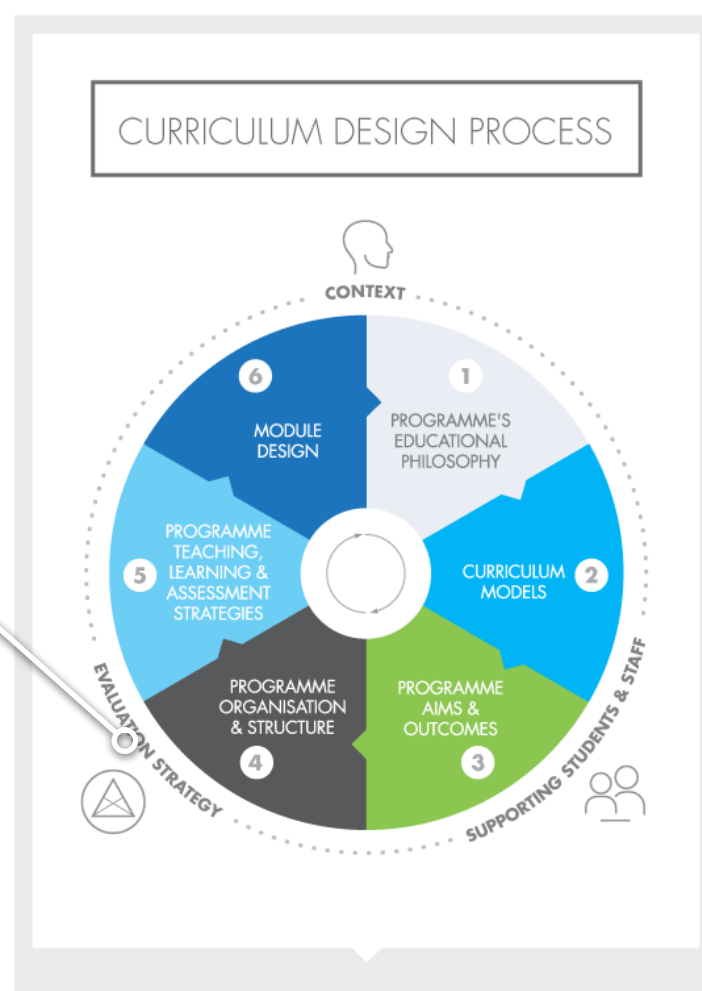 CURRICULUM DESIGN PROCESS
CONTEXT
1
PROGRAMME'S
EDUCATIONAL
PHILOSOPHY
2
CURRICULUM
MODELS
3
PROGRAMME
AIMS &
OUTCOMES
4
PROGRAMME
ORGANISATION
& STRUCTURE
5
PROGRAMME
TEACHING,
LEARNING &
ASSESSMENT
STRATEGIES
6
MODULE
DESIGN
SUPPORTING STUDENTS & STAFF
EVALUATION STRATEGY